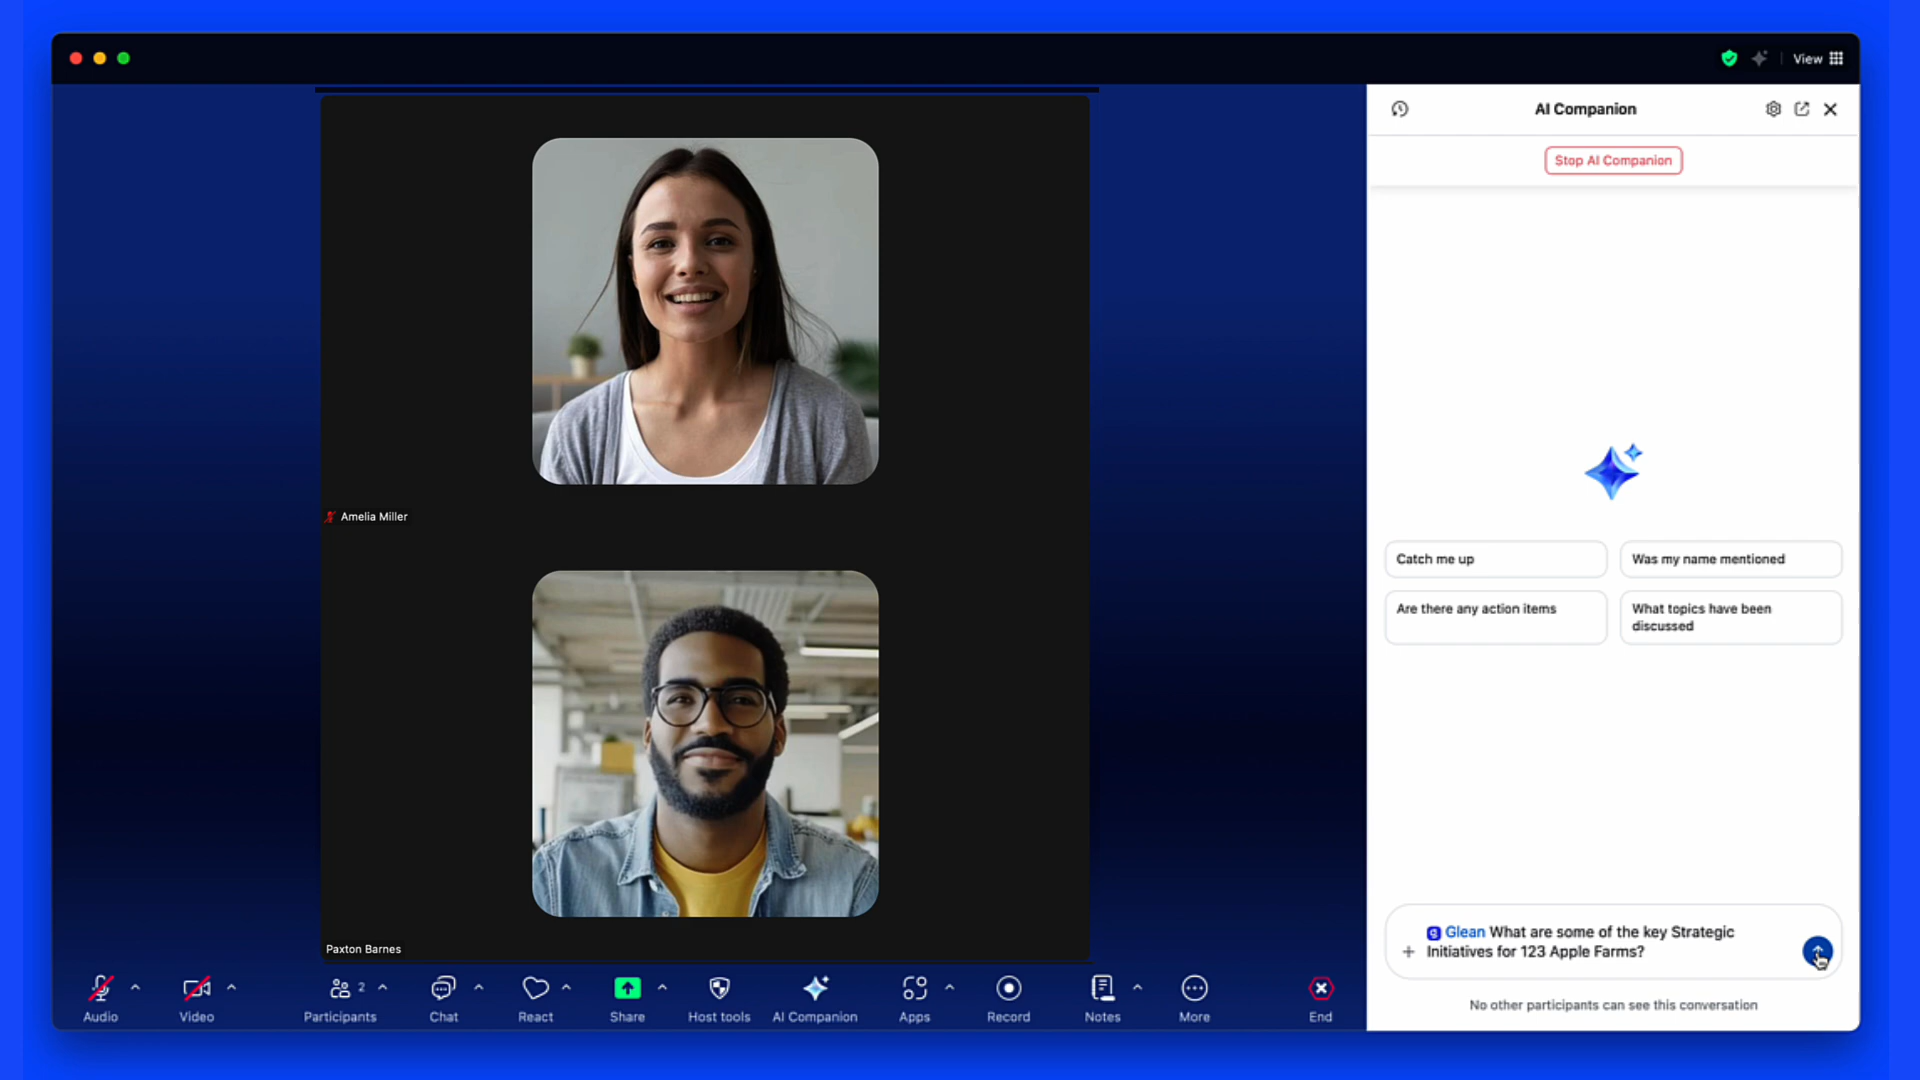 View
AI Companion
Stop AI Companion
Amelia Miller
Catch me up
Was my name mentioned
Are there any action items
What topics have been
discussed
Glean What are some of the key Strategic
Initiatives for 123 Apple Farms?
No other participants can see this conversation
Paxton Barnes
2
Audio
Video
Participants
Chat
React
Share
Host tools
AI Companion
Apps
Record
Notes
More
End